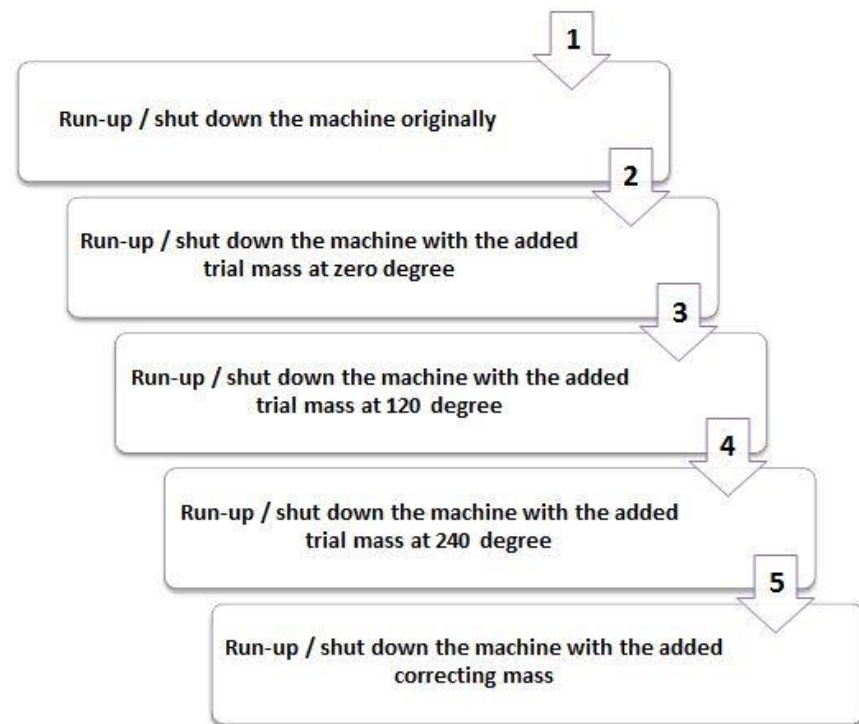 1
Run-up / shut down the machine originally
2
Run-up / shut down the machine with the added
trial mass at zero degree
3
Run-up / shut down the machine with the added
trial mass at 120 degree
4
Run-up / shut down the machine with the added
trial mass at 240 degree
5
Run-up / shut down the machine with the added
correcting mass